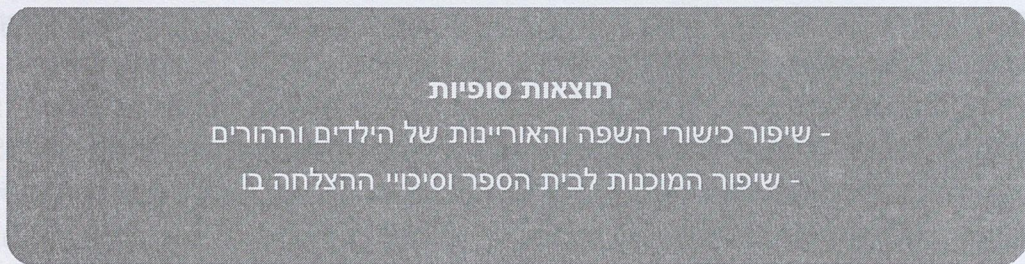 תוצאות סופיות
- שיפור כישורי השפה והאוריינות של הילדים וההורים
- שיפור המוכנות לבית הספר וסיכויי ההצלחה בו